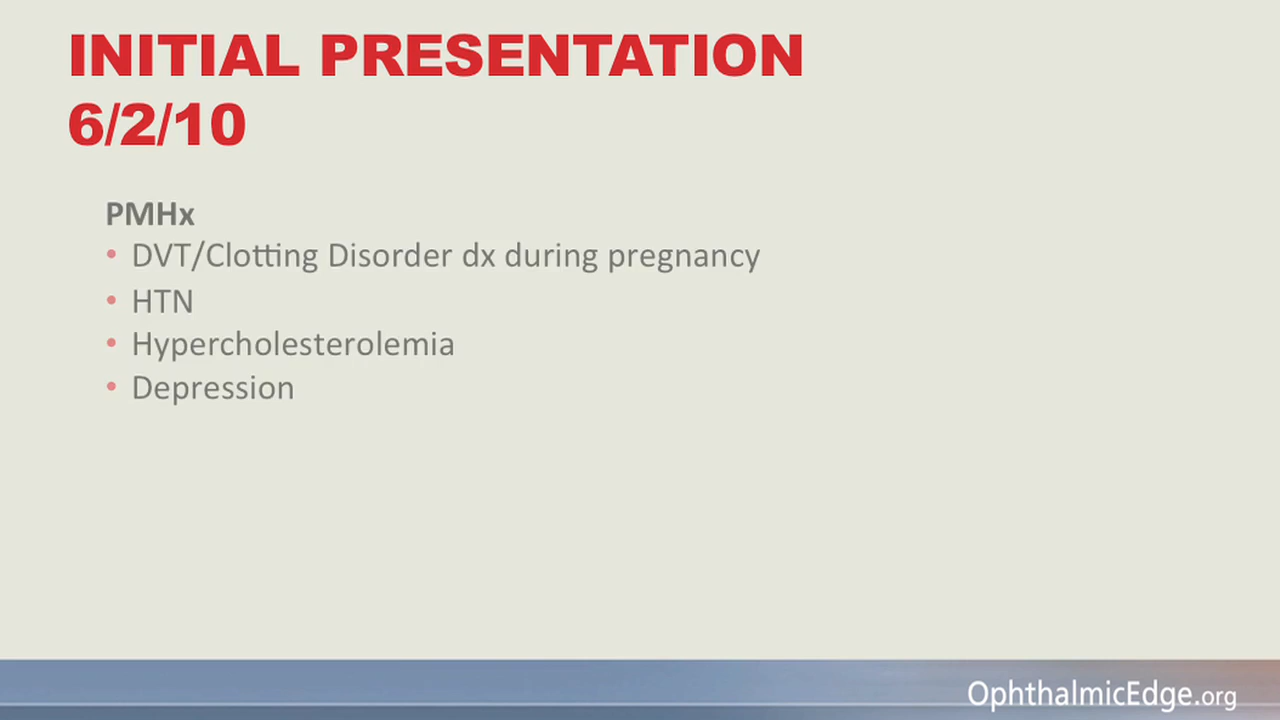 INITIAL PRESENTATION
6/2/10
PMHx
• DVT/Clotting Disorder dx during pregnancy
• HTN
• Hypercholesterolemia
• Depression
OphthalmicEdge.org